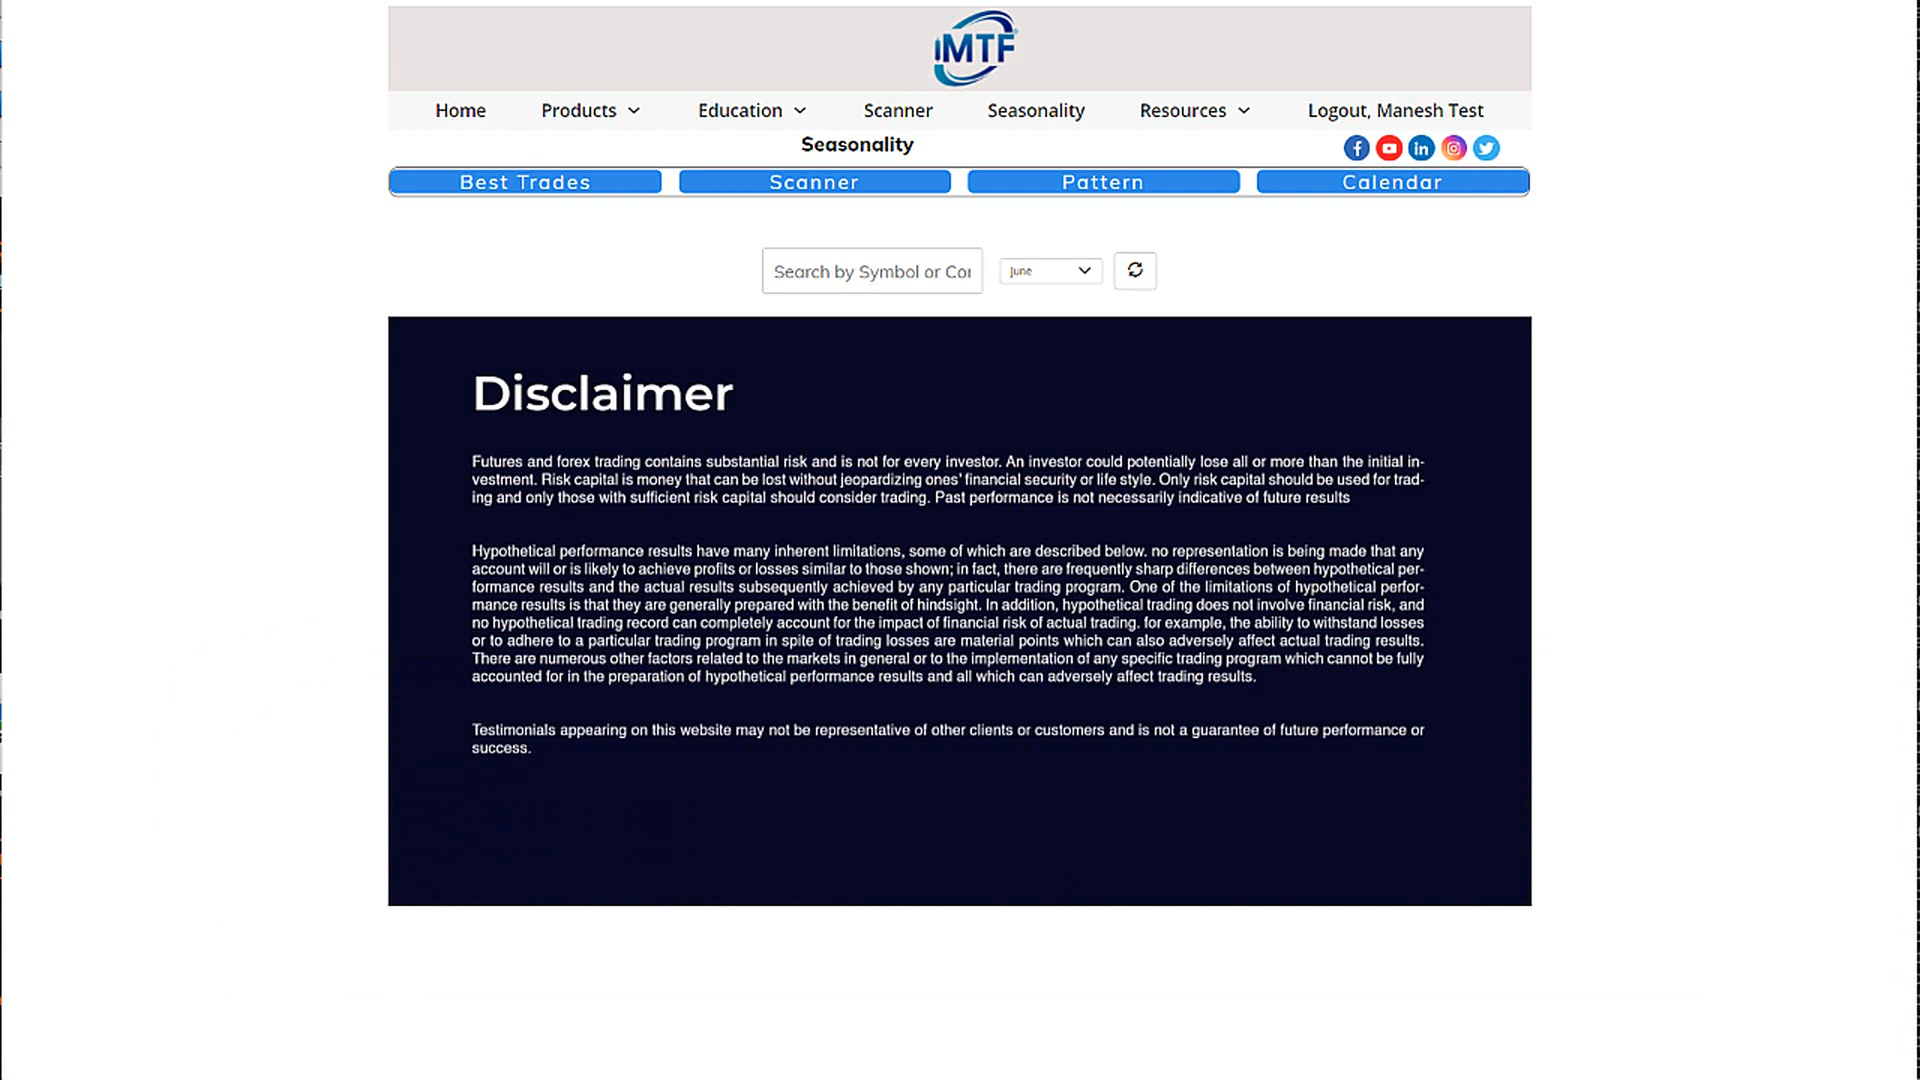 iMTF
Home Products Education Scanner Seasonality Resources Logout, Manesh Test
Seasonality
Best Trades Scanner Pattern Calendar
Search by Symbol or Cor June
Disclaimer
Futures and forex trading contains substantial risk and is not for every investor. An investor could potentially lose all or more than the initial in-
vestment. Risk capital is money that can be lost without jeopardizing ones' financial security or life style. Only risk capital should be used for trad-
ing and only those with sufficient risk capital should consider trading. Past performance is not necessarily indicative of future results
Hypothetical performance results have many inherent limitations, some of which are described below. no representation is being made that any
account will or is likely to achieve profits or losses similar to those shown; in fact, there are frequently sharp differences between hypothetical per-
formance results and the actual results subsequently achieved by any particular trading program. One of the limitations of hypothetical perfor-
mance results is that they are generally prepared with the benefit of hindsight. In addition, hypothetical trading does not involve financial risk, and
no hypothetical trading record can completely account for the impact of financial risk of actual trading. for example, the ability to withstand losses
or to adhere to a particular trading program in spite of trading losses are material points which can also adversely affect actual trading results.
There are numerous other factors related to the markets in general or to the implementation of any specific trading program which cannot be fully
accounted for in the preparation of hypothetical performance results and all which can adversely affect trading results.
Testimonials appearing on this website may not be representative of other clients or customers and is not a guarantee of future performance or
success.